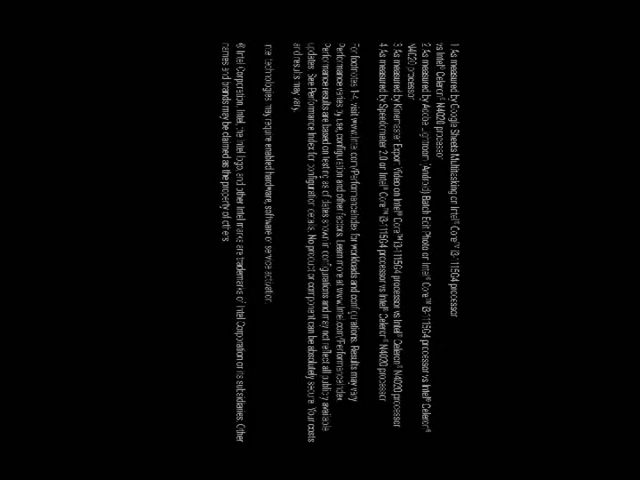 1 As measured by Google Sheets Multitasking on Intel® Core™ i3-1115G4 processor
vs Intel® Celeron® N4020 processor
2 As measured by Adobe Lightroom (Android) Batch Edit Photo on Intel® Core™ i3-1115G4 processor vs Intel® Celeron®
N4020 processor
3 As measured by Kinemaster Export Video on Intel® Core™ i3-1115G4 processor vs Intel® Celeron® N4020 processor
4 As measured by Speedometer 2.0 on Intel® Core™ i3-1115G4 processor vs Intel® Celeron® N4020 processor
For footnotes 1-4, visit www.intel.com/PerformanceIndex for workloads and configurations. Results may vary
Performance varies by use, configuration and other factors. Learn more at www.Intel.com/PerformanceIndex
Performance results are based on testing as of dates shown in configurations and may not reflect all publicly available
updates. See Performance Index for configuration details. No product or component can be absolutely secure. Your costs
and results may vary.
Intel technologies may require enabled hardware, software or service activation.
© Intel Corporation. Intel, the Intel logo, and other Intel marks are trademarks of Intel Corporation or its subsidiaries. Other
names and brands may be claimed as the property of others.